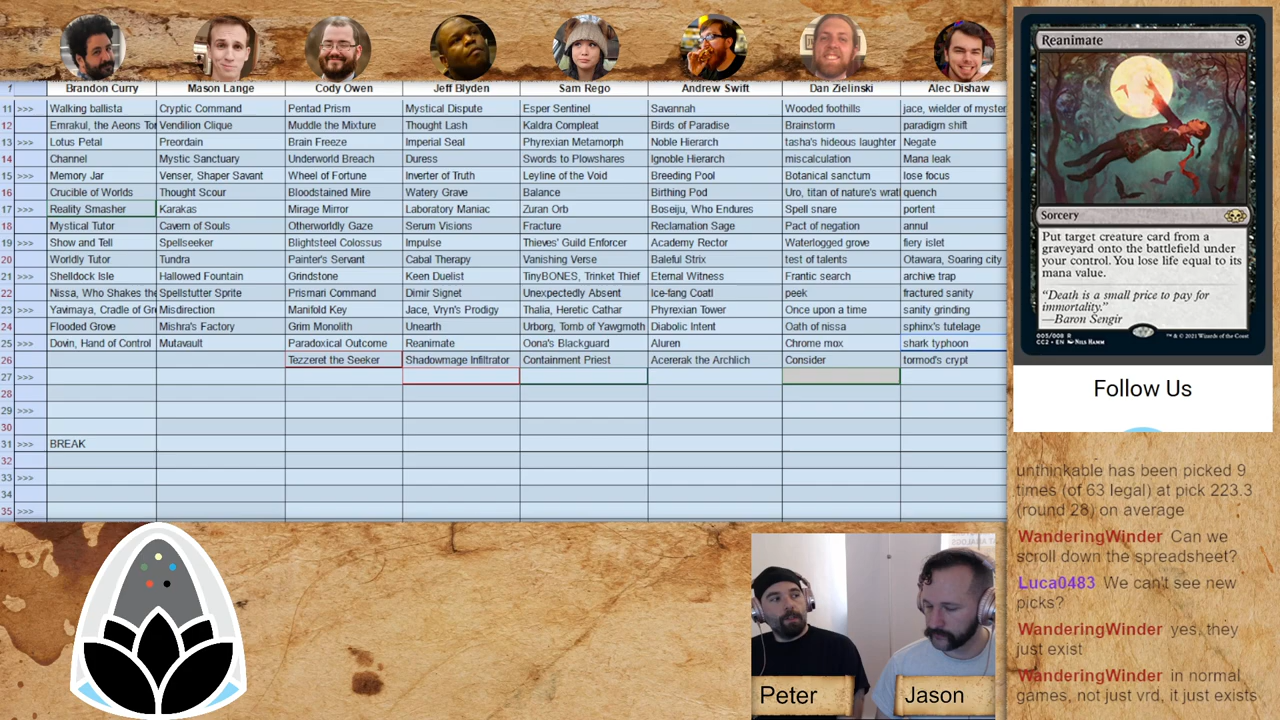 1 Brandon Curry Mason Lange Cody Owen Jeff Blyden Sam Rego Andrew Swift Dan Zielinski Alec Dishaw
11 >>> Walking ballista Cryptic Command Pentad Prism Mystical Dispute Esper Sentinel Savannah Wooded foothills jace, wielder of myster
12 Emrakul, the Aeons Tor Vendilion Clique Muddle the Mixture Thought Lash Kaldra Compleat Birds of Paradise Brainstorm paradigm shift
13 >>> Lotus Petal Preordain Brain Freeze Imperial Seal Phyrexian Metamorph Noble Hierarch tasha's hideous laughter Negate
14 Channel Mystic Sanctuary Underworld Breach Duress Swords to Plowshares Ignoble Hierarch miscalculation Mana leak
15 >>> Memory Jar Venser, Shaper Savant Wheel of Fortune Inverter of Truth Leyline of the Void Breeding Pool Botanical sanctum lose focus
16 Crucible of Worlds Thought Scour Bloodstained Mire Watery Grave Balance Birthing Pod Uro, titan of nature's wrat quench
17 >>> Reality Smasher Karakas Mirage Mirror Laboratory Maniac Zuran Orb Boseiju, Who Endures Spell snare portent
18 Mystical Tutor Cavern of Souls Otherworldly Gaze Serum Visions Fracture Reclamation Sage Pact of negation annul
19 >>> Show and Tell Spellseeker Blightsteel Colossus Impulse Thieves' Guild Enforcer Academy Rector Waterlogged grove fiery islet
20 Worldly Tutor Tundra Painter's Servant Cabal Therapy Vanishing Verse Baleful Strix test of talents Otawara, Soaring city
21 >>> Shelldock Isle Hallowed Fountain Grindstone Keen Duelist TinyBONES, Trinket Thief Eternal Witness Frantic search archive trap
22 Nissa, Who Shakes the Spellstutter Sprite Prismari Command Dimir Signet Unexpectedly Absent Ice-fang Coatl peek fractured sanity
23 >>> Yavimaya, Cradle of Gr Misdirection Manifold Key Jace, Vryn's Prodigy Thalia, Heretic Cathar Phyrexian Tower Once upon a time sanity grinding
24 Flooded Grove Mishra's Factory Grim Monolith Unearth Urborg, Tomb of Yawgmoth Diabolic Intent Oath of nissa sphinx's tutelage
25 >>> Dovin, Hand of Control Mutavault Paradoxical Outcome Reanimate Oona's Blackguard Aluren Chrome mox shark typhoon
26 Tezzeret the Seeker Shadowmage Infiltrator Containment Priest Acererak the Archlich Consider tormod's crypt
27 >>>
28
29 >>>
30
31 >>> BREAK
32
33 >>>
34
35 >>>
Reanimate
Sorcery
Put target creature card from a
graveyard onto the battlefield under
your control. You lose life equal to its
mana value.
"Death is a small price to pay for
immortality."
—Baron Sengir
005/008 R
CC2 • EN NILS HAMM
™ & © 2021 Wizards of the Coast
Follow Us
unthinkable has been picked 9
times (of 63 legal) at pick 223.3
(round 28) on average
WanderingWinder Can we
scroll down the spreadsheet?
Luca0483 We can't see new
picks?
WanderingWinder yes, they
just exist
WanderingWinder in normal
games, not just vrd, it just exists
Peter
Jason